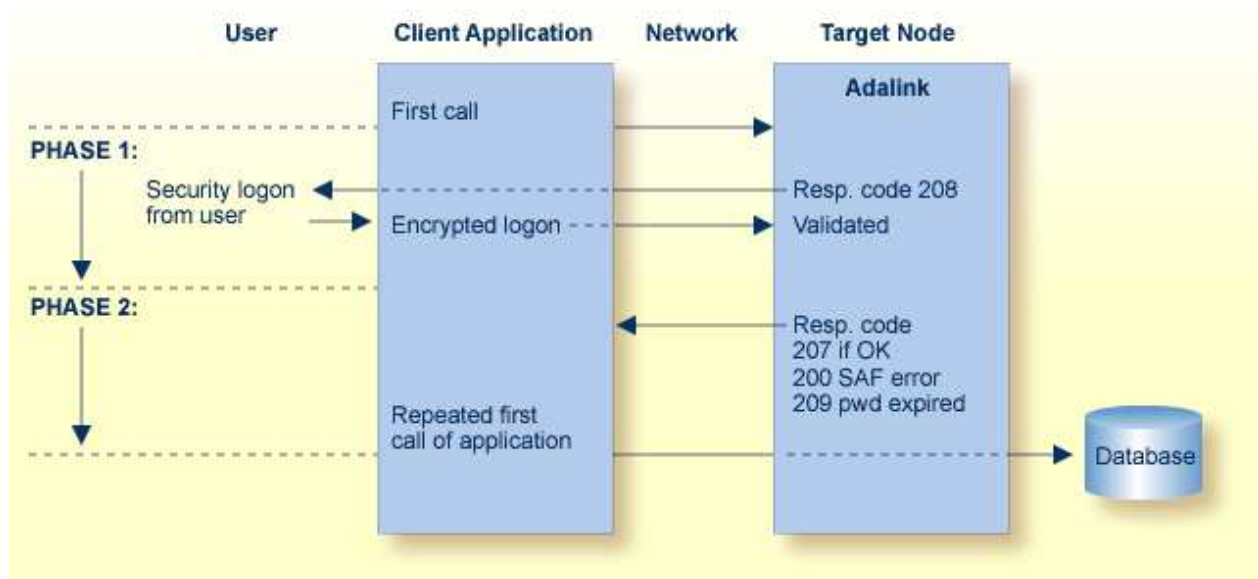 User Client Application Network Target Node
Adalink
First call
PHASE 1:
Security logon
from user
Resp. code 208
Encrypted logon
Validated
PHASE 2:
Resp. code
207 if OK
200 SAF error
209 pwd expired
Repeated first
call of application
Database